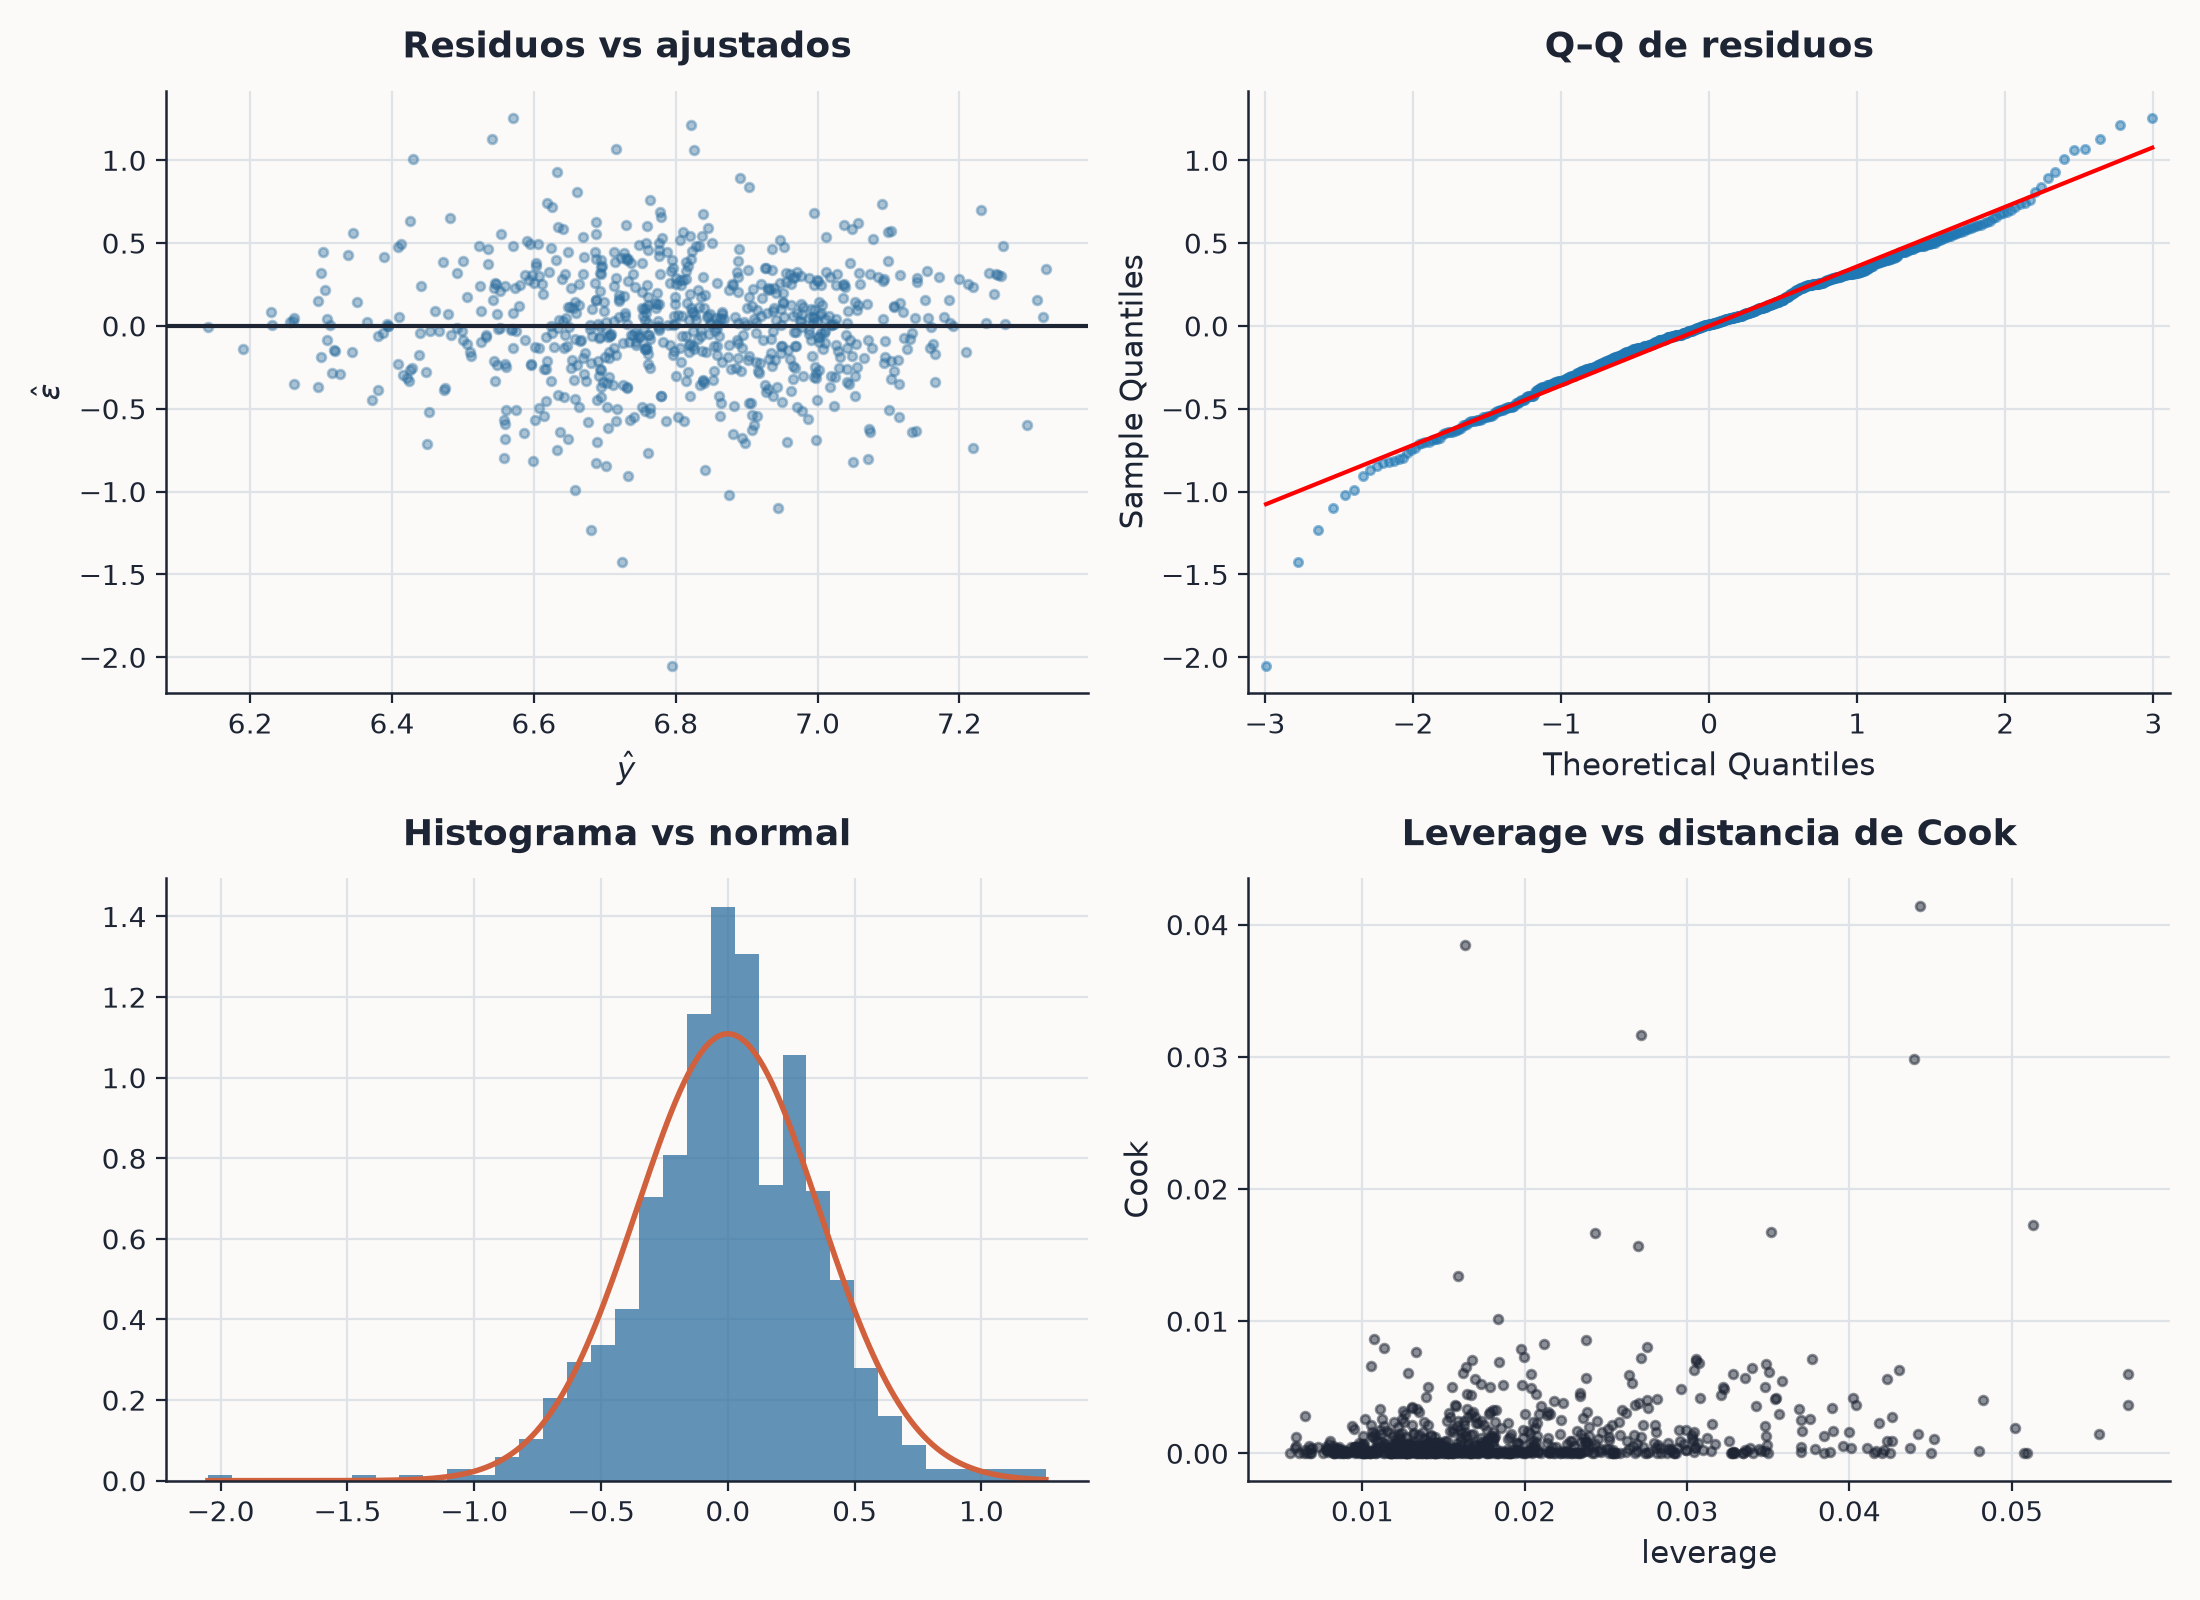 Residuos vs ajustados
1.0
0.5
0.0
−0.5
−1.0
−1.5
−2.0
ε̂
6.2 6.4 6.6 6.8 7.0 7.2
ŷ
Q–Q de residuos
1.0
0.5
0.0
−0.5
−1.0
−1.5
−2.0
Sample Quantiles
−3 −2 −1 0 1 2 3
Theoretical Quantiles
Histograma vs normal
1.4
1.2
1.0
0.8
0.6
0.4
0.2
0.0
−2.0 −1.5 −1.0 −0.5 0.0 0.5 1.0
Leverage vs distancia de Cook
0.04
0.03
0.02
0.01
0.00
Cook
0.01 0.02 0.03 0.04 0.05
leverage